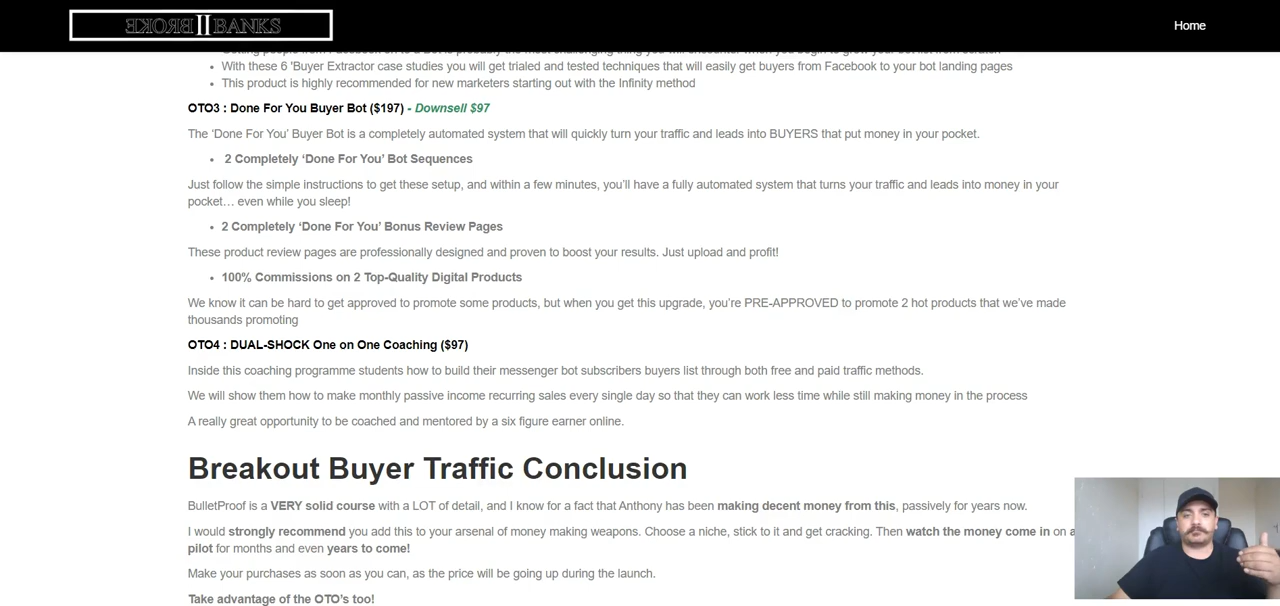 BROKE II BANKS
Home
With these 6 'Buyer Extractor case studies you will get trialed and tested techniques that will easily get buyers from Facebook to your bot landing pages
This product is highly recommended for new marketers starting out with the Infinity method
OTO3 : Done For You Buyer Bot ($197) - Downsell $97
The ‘Done For You’ Buyer Bot is a completely automated system that will quickly turn your traffic and leads into BUYERS that put money in your pocket.
2 Completely ‘Done For You’ Bot Sequences
Just follow the simple instructions to get these setup, and within a few minutes, you’ll have a fully automated system that turns your traffic and leads into money in your
pocket… even while you sleep!
2 Completely ‘Done For You’ Bonus Review Pages
These product review pages are professionally designed and proven to boost your results. Just upload and profit!
100% Commissions on 2 Top-Quality Digital Products
We know it can be hard to get approved to promote some products, but when you get this upgrade, you’re PRE-APPROVED to promote 2 hot products that we’ve made
thousands promoting
OTO4 : DUAL-SHOCK One on One Coaching ($97)
Inside this coaching programme students how to build their messenger bot subscribers buyers list through both free and paid traffic methods.
We will show them how to make monthly passive income recurring sales every single day so that they can work less time while still making money in the process
A really great opportunity to be coached and mentored by a six figure earner online.
Breakout Buyer Traffic Conclusion
BulletProof is a VERY solid course with a LOT of detail, and I know for a fact that Anthony has been making decent money from this, passively for years now.
I would strongly recommend you add this to your arsenal of money making weapons. Choose a niche, stick to it and get cracking. Then watch the money come in on a
pilot for months and even years to come!
Make your purchases as soon as you can, as the price will be going up during the launch.
Take advantage of the OTO's too!